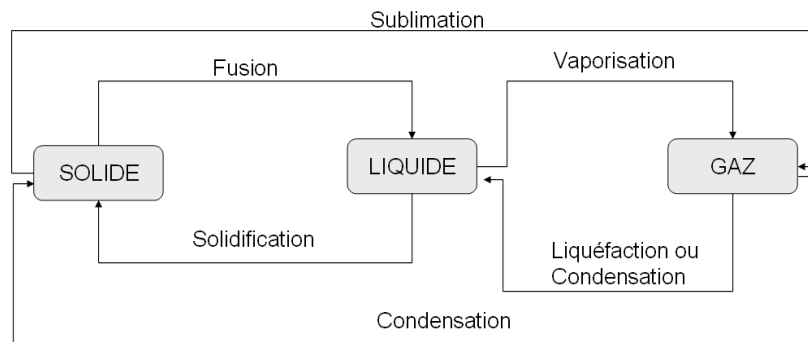 Sublimation
Fusion
Vaporisation
SOLIDE
LIQUIDE
GAZ
Solidification
Liquéfaction ou
Condensation
Condensation